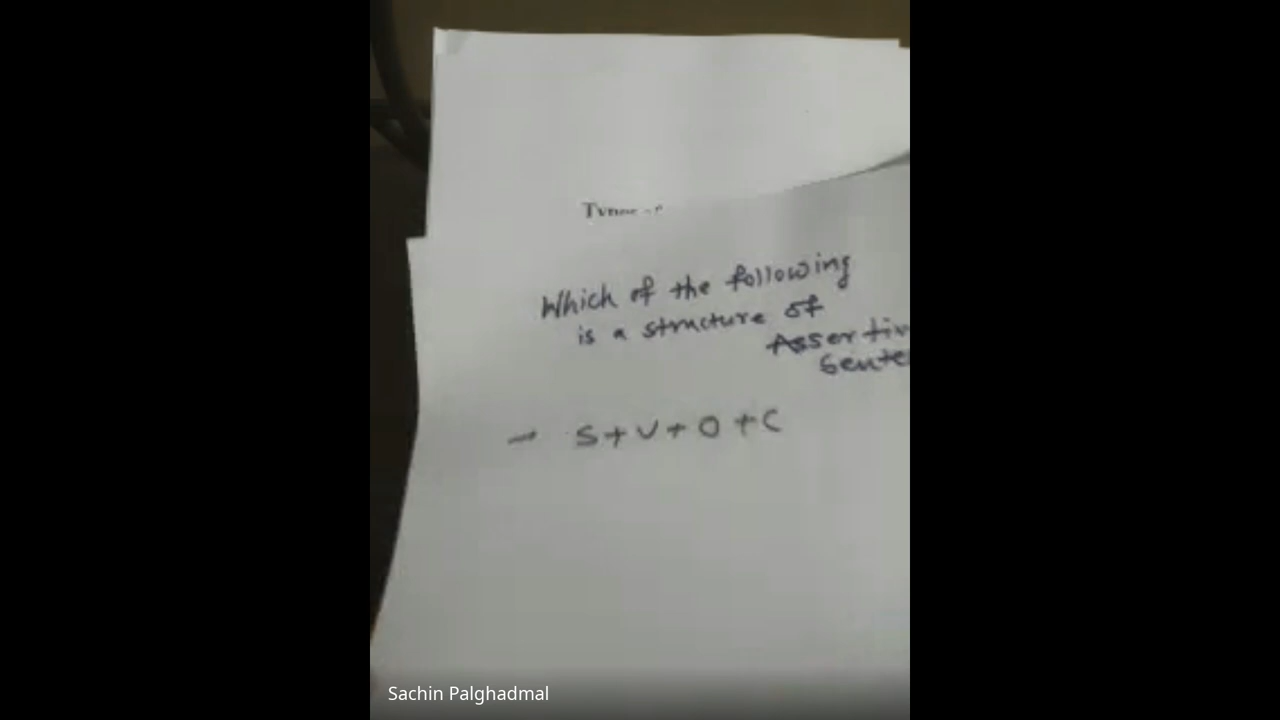 Which of the following
is a structure of
Assertiv
Sente
→ S+V+O+C
Sachin Palghadmal